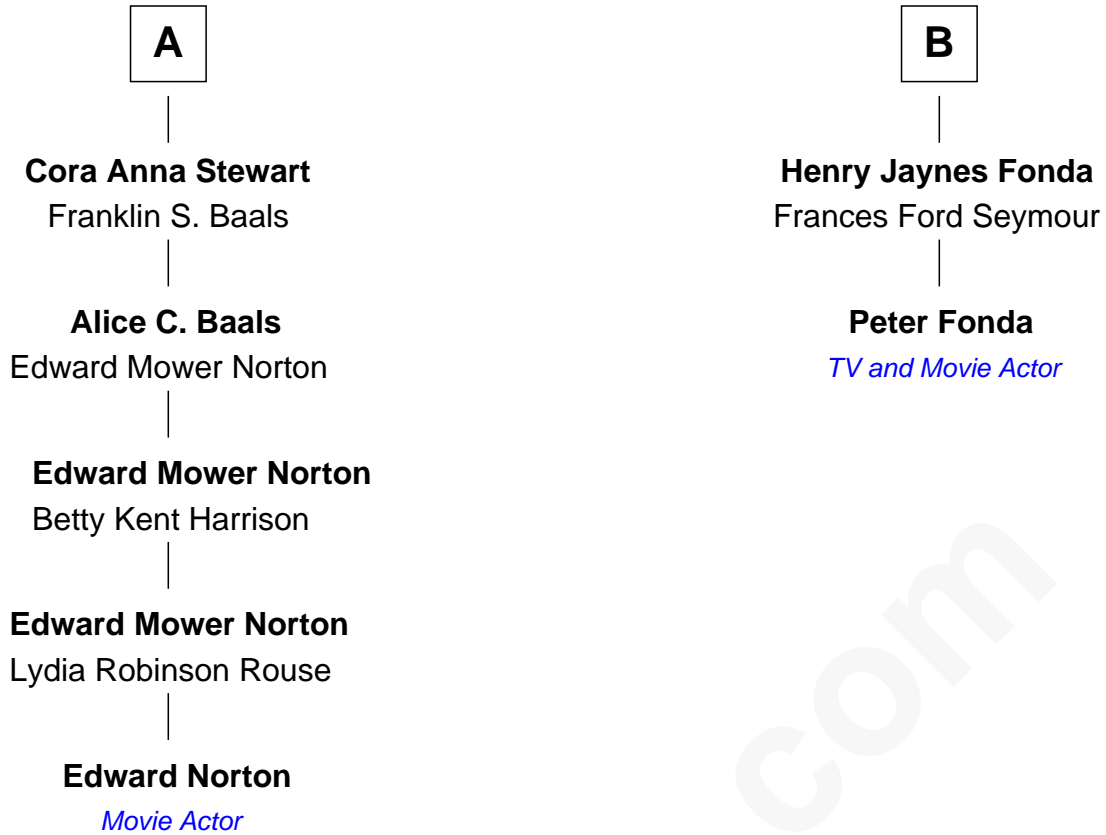 A
Cora Anna Stewart
Franklin S. Baals
Alice C. Baals
Edward Mower Norton
Edward Mower Norton
Betty Kent Harrison
Edward Mower Norton
Lydia Robinson Rouse
Edward Norton
Movie Actor
B
Henry Jaynes Fonda
Frances Ford Seymour
Peter Fonda
TV and Movie Actor
com